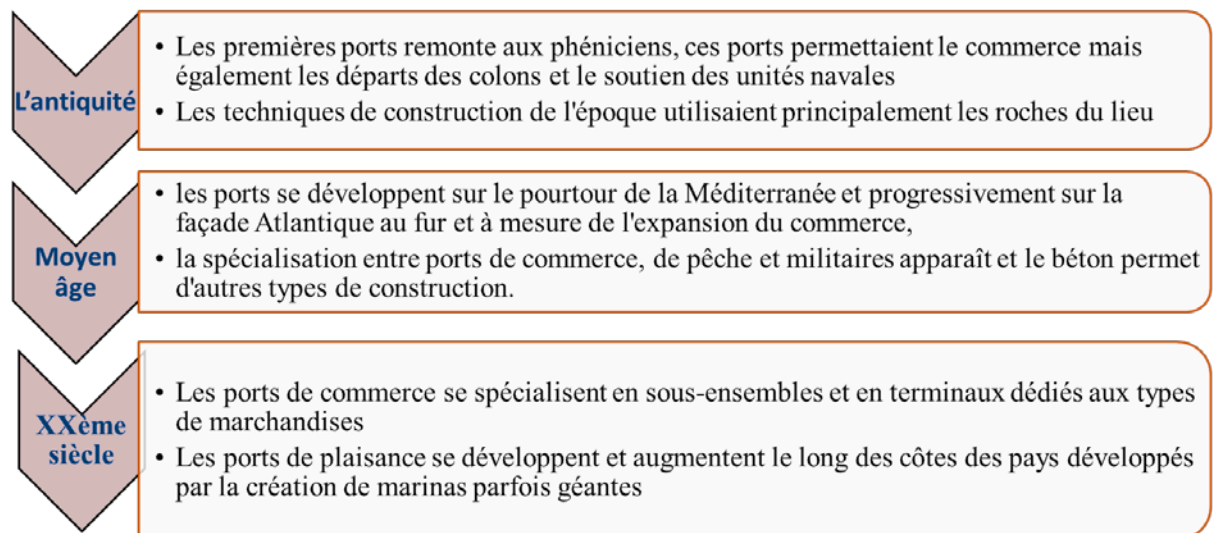 L'antiquité
• Les premières ports remonte aux phéniciens, ces ports permettaient le commerce mais
également les départs des colons et le soutien des unités navales
• Les techniques de construction de l'époque utilisaient principalement les roches du lieu
Moyen
âge
• les ports se développent sur le pourtour de la Méditerranée et progressivement sur la
façade Atlantique au fur et à mesure de l'expansion du commerce,
• la spécialisation entre ports de commerce, de pêche et militaires apparaît et le béton permet
d'autres types de construction.
XXème
siècle
• Les ports de commerce se spécialisent en sous-ensembles et en terminaux dédiés aux types
de marchandises
• Les ports de plaisance se développent et augmentent le long des côtes des pays développés
par la création de marinas parfois géantes